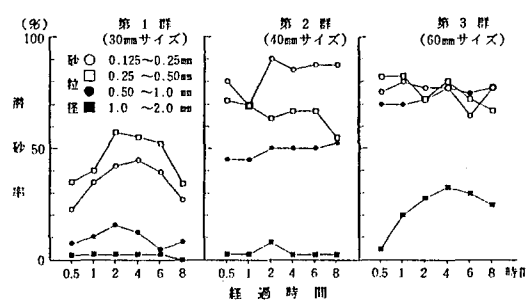 (%) 第1群 第2群 第3群
(30mmサイズ) (40mmサイズ) (60mmサイズ)
100
砂 ○ 0.125~0.25mm
□ 0.25 ~0.50mm
粒 ● 0.50 ~1.0 mm
径 ■ 1.0 ~2.0 mm
潜砂率
50
0
0.5 1 2 4 6 8 0.5 1 2 4 6 8 0.5 1 2 4 6 8 時間
経過時間